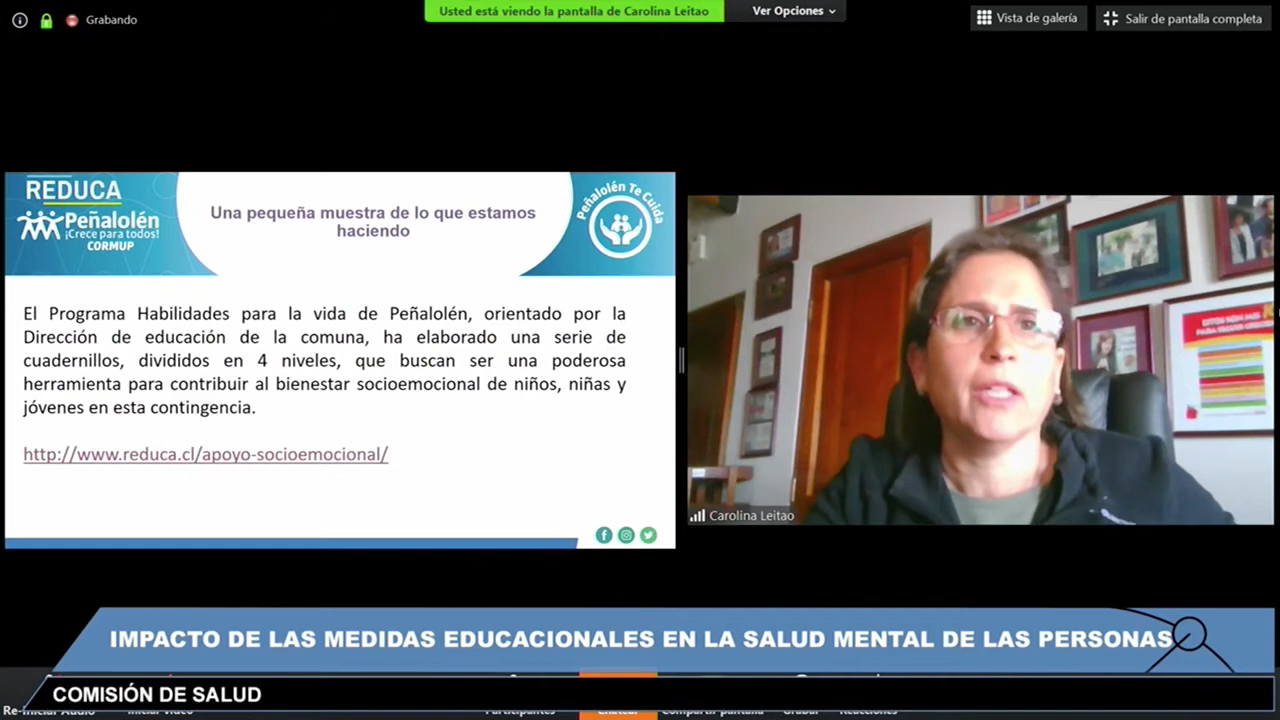 Grabando
Usted está viendo la pantalla de Carolina Leitao
Ver Opciones
Vista de galería
Salir de pantalla completa
REDUCA
Peñalolén
¡Crece para todos!
CORMUP
Una pequeña muestra de lo que estamos
haciendo
Peñalolén Te Cuida
El Programa Habilidades para la vida de Peñalolén, orientado por la
Dirección de educación de la comuna, ha elaborado una serie de
cuadernillos, divididos en 4 niveles, que buscan ser una poderosa
herramienta para contribuir al bienestar socioemocional de niños, niñas y
jóvenes en esta contingencia.
http://www.reduca.cl/apoyo-socioemocional/
Carolina Leitao
IMPACTO DE LAS MEDIDAS EDUCACIONALES EN LA SALUD MENTAL DE LAS PERSONAS
COMISIÓN DE SALUD